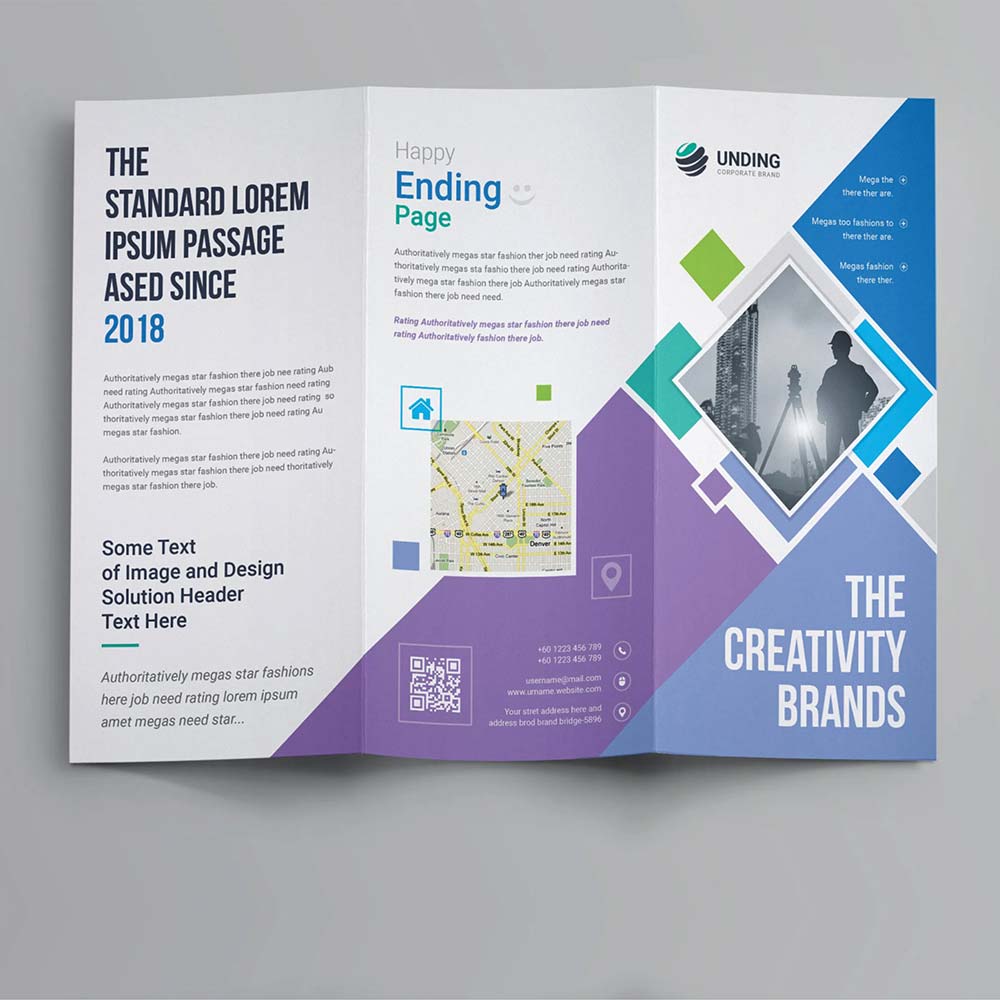 THE
STANDARD LOREM
IPSUM PASSAGE
ASED SINCE
2018
Authoritatively megas star fashion there job nee rating Aub
need rating Authoritatively megas star fashion need rating
Authoritatively megas star fashion there job need rating so
thoritatively megas star fashion there job need rating Au
megas star fashion.
Authoritatively megas star fashion there job need rating Au-
thoritatively megas star fashion there job need thoritatively
megas star fashion there job.
Some Text
of Image and Design
Solution Header
Text Here
Authoritatively megas star fashions
here job need rating lorem ipsum
amet megas need star...
Happy
Ending
Page
Authoritatively megas star fashion ther job need rating Au-
thoritatively megas sta fashio there job need rating Authorita-
tively mega star fashion there job Authoritatively megas star
fashion there job need need.
Rating Authoritatively megas star fashion there job need
rating Authoritatively fashion there job.
Denver
+60 1223 456 789
+60 1223 456 789
username@mail.com
www.urname.website.com
Your stret address here and
address brod brand bridge-5896
UNDING
CORPORATE BRAND
Mega the
there ther are.
Megas too fashions to
there ther are.
Megas fashion
there ther.
THE
CREATIVITY
BRANDS